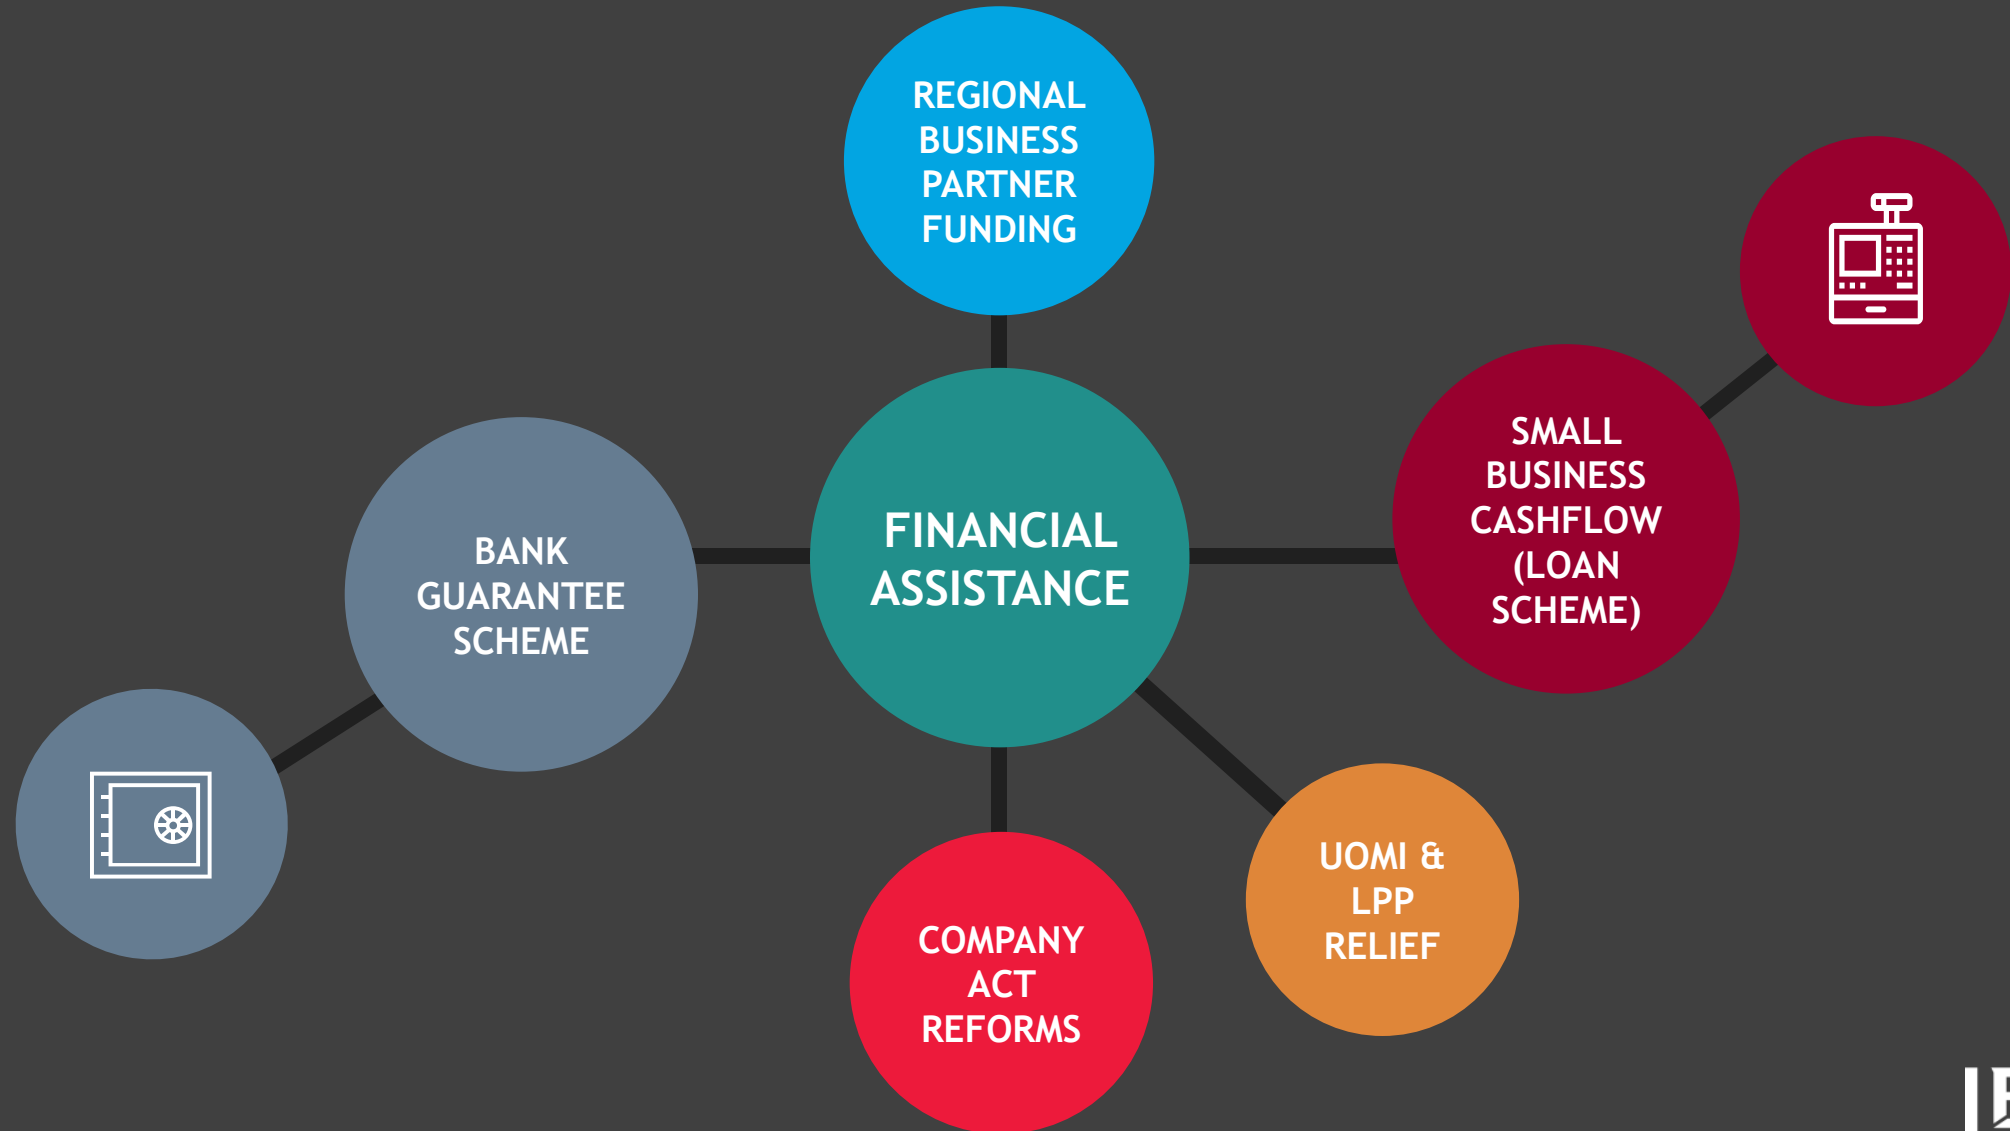 REGIONAL
BUSINESS
PARTNER
FUNDING
SMALL
BUSINESS
CASHFLOW
(LOAN
SCHEME)
FINANCIAL
ASSISTANCE
BANK
GUARANTEE
SCHEME
UOMI &
LPP
RELIEF
COMPANY
ACT
REFORMS